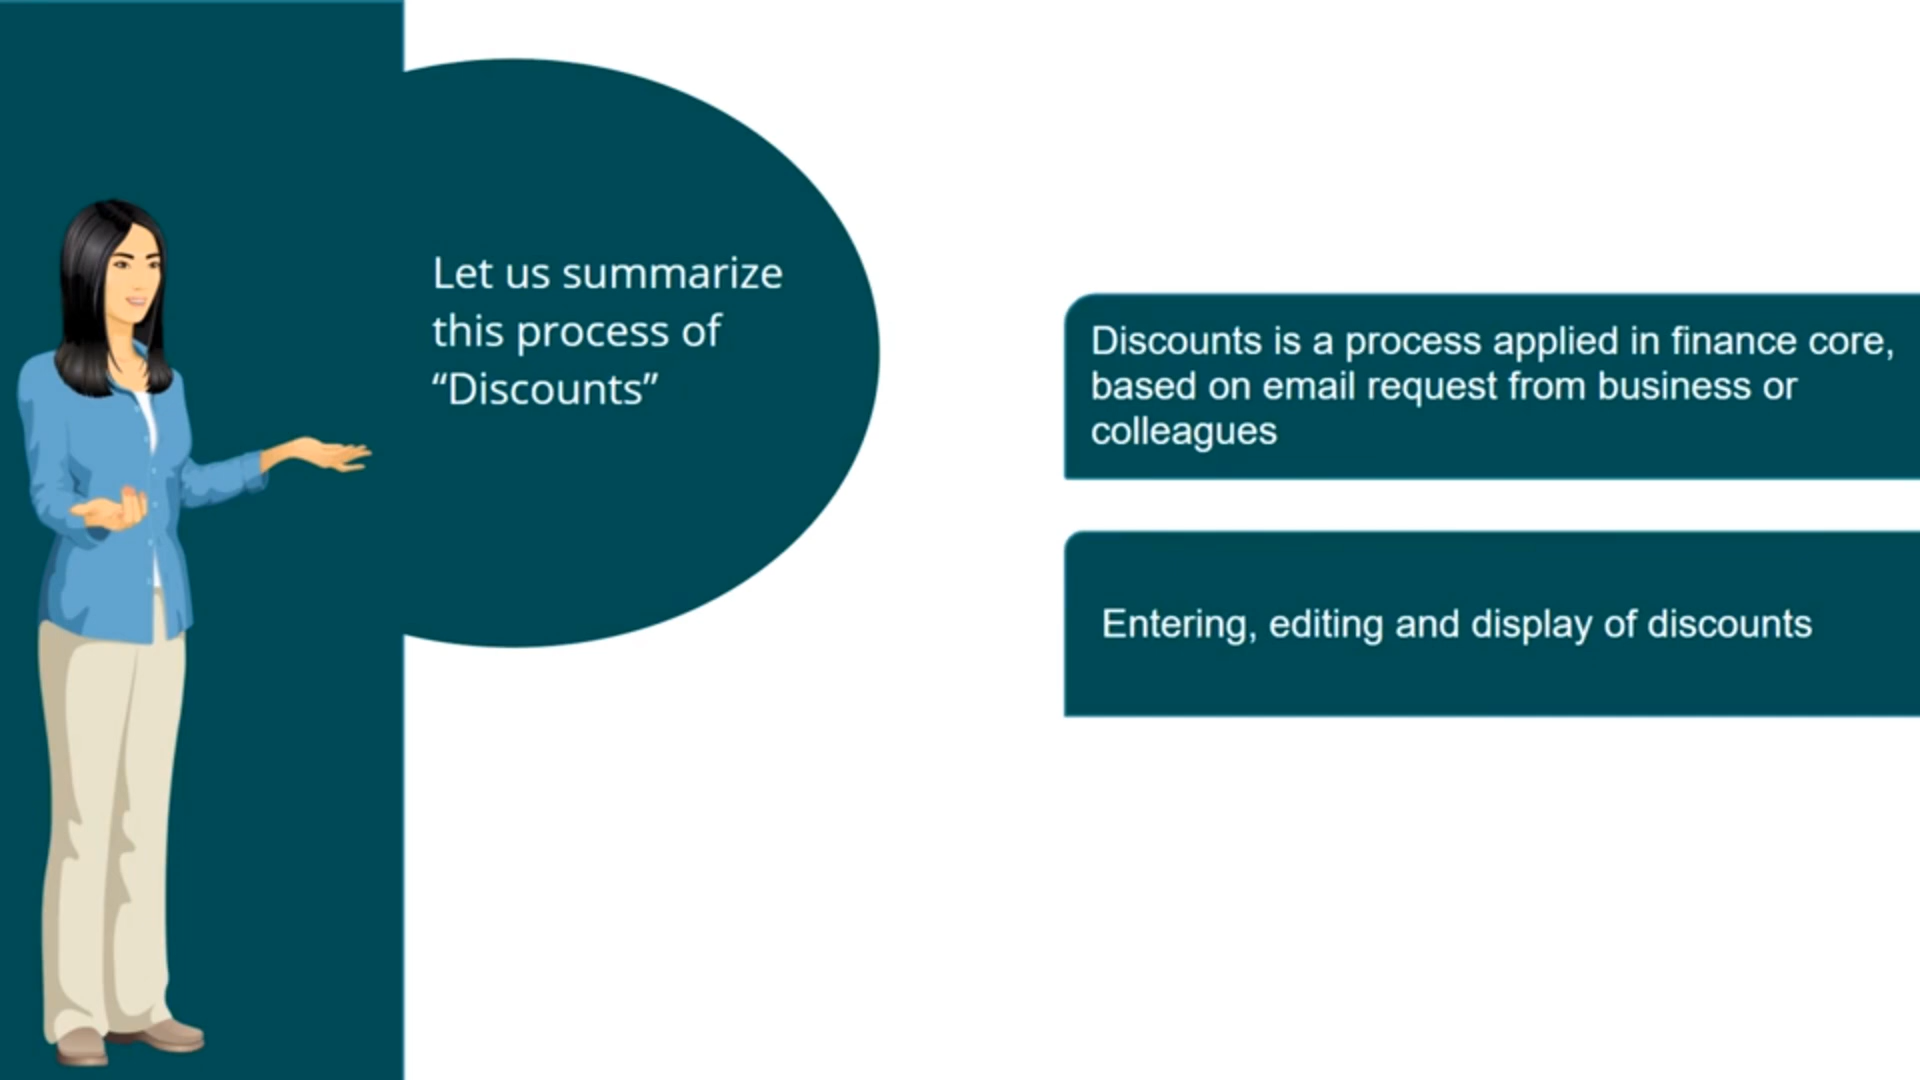 Let us summarize
this process of
“Discounts”
Discounts is a process applied in finance core,
based on email request from business or
colleagues
Entering, editing and display of discounts